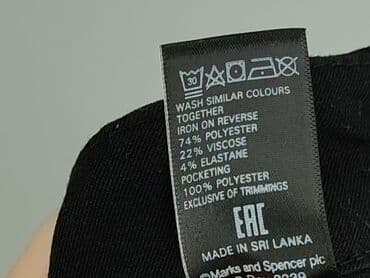 30
WASH SIMILAR COLOURS
TOGETHER
IRON ON REVERSE
74% POLYESTER
22% VISCOSE
4% ELASTANE
POCKETING
100% POLYESTER
EXCLUSIVE OF TRIMMINGS
EAC
MADE IN SRI LANKA
©Marks and Spencer plc